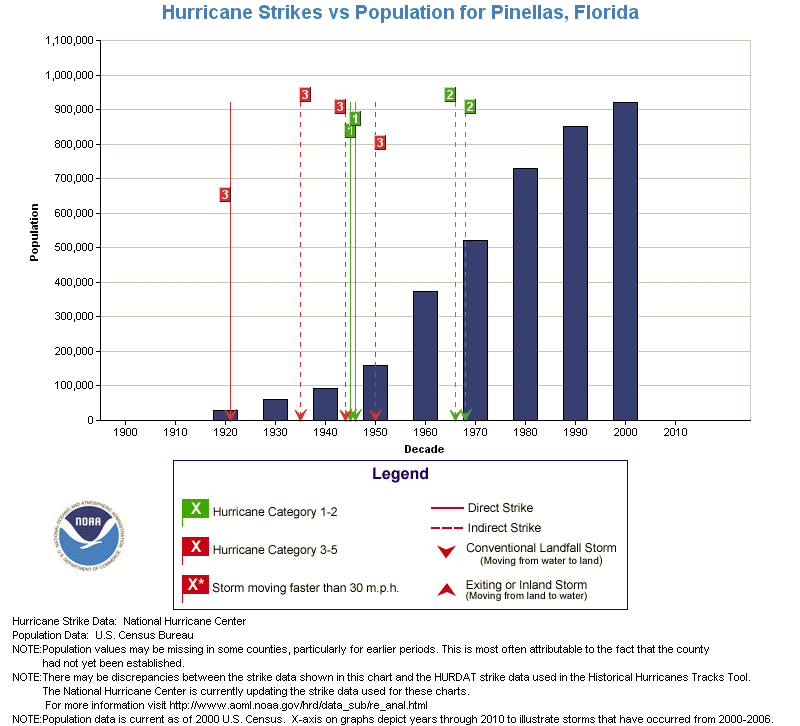 Hurricane Strikes vs Population for Pinellas, Florida
1,100,000
1,000,000
900,000
800,000
700,000
600,000
500,000
400,000
300,000
200,000
100,000
0
Population
3
3
3
1
1
3
2
2
1900 1910 1920 1930 1940 1950 1960 1970 1980 1990 2000 2010
Decade
Legend
X Hurricane Category 1-2
X Hurricane Category 3-5
X* Storm moving faster than 30 m.p.h.
Direct Strike
Indirect Strike
Conventional Landfall Storm
(Moving from water to land)
Exiting or Inland Storm
(Moving from land to water)
NATIONAL OCEANIC AND ATMOSPHERIC ADMINISTRATION
NOAA
U.S. DEPARTMENT OF COMMERCE
Hurricane Strike Data: National Hurricane Center
Population Data: U.S. Census Bureau
NOTE:Population values may be missing in some counties, particularly for earlier periods. This is most often attributable to the fact that the county
had not yet been established.
NOTE:There may be discrepancies between the strike data shown in this chart and the HURDAT strike data used in the Historical Hurricanes Tracks Tool.
The National Hurricane Center is currently updating the strike data used for these charts.
For more information visit http://www.aoml.noaa.gov/hrd/data_sub/re_anal.html
NOTE:Population data is current as of 2000 U.S. Census. X-axis on graphs depict years through 2010 to illustrate storms that have occurred from 2000-2006.